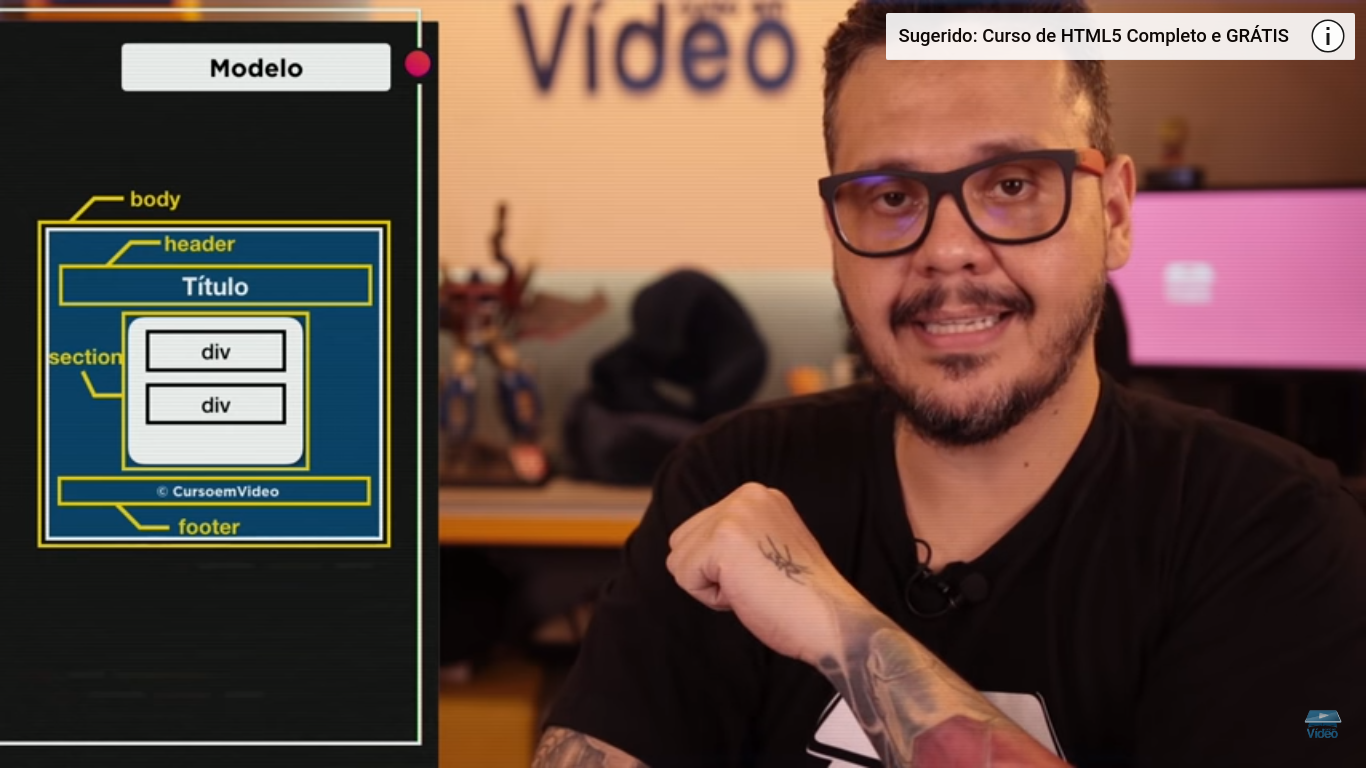 Modelo
body
header
Título
section
div
div
© CursoemVideo
footer
Vídeo
Sugerido: Curso de HTML5 Completo e GRÁTIS
Vídeo